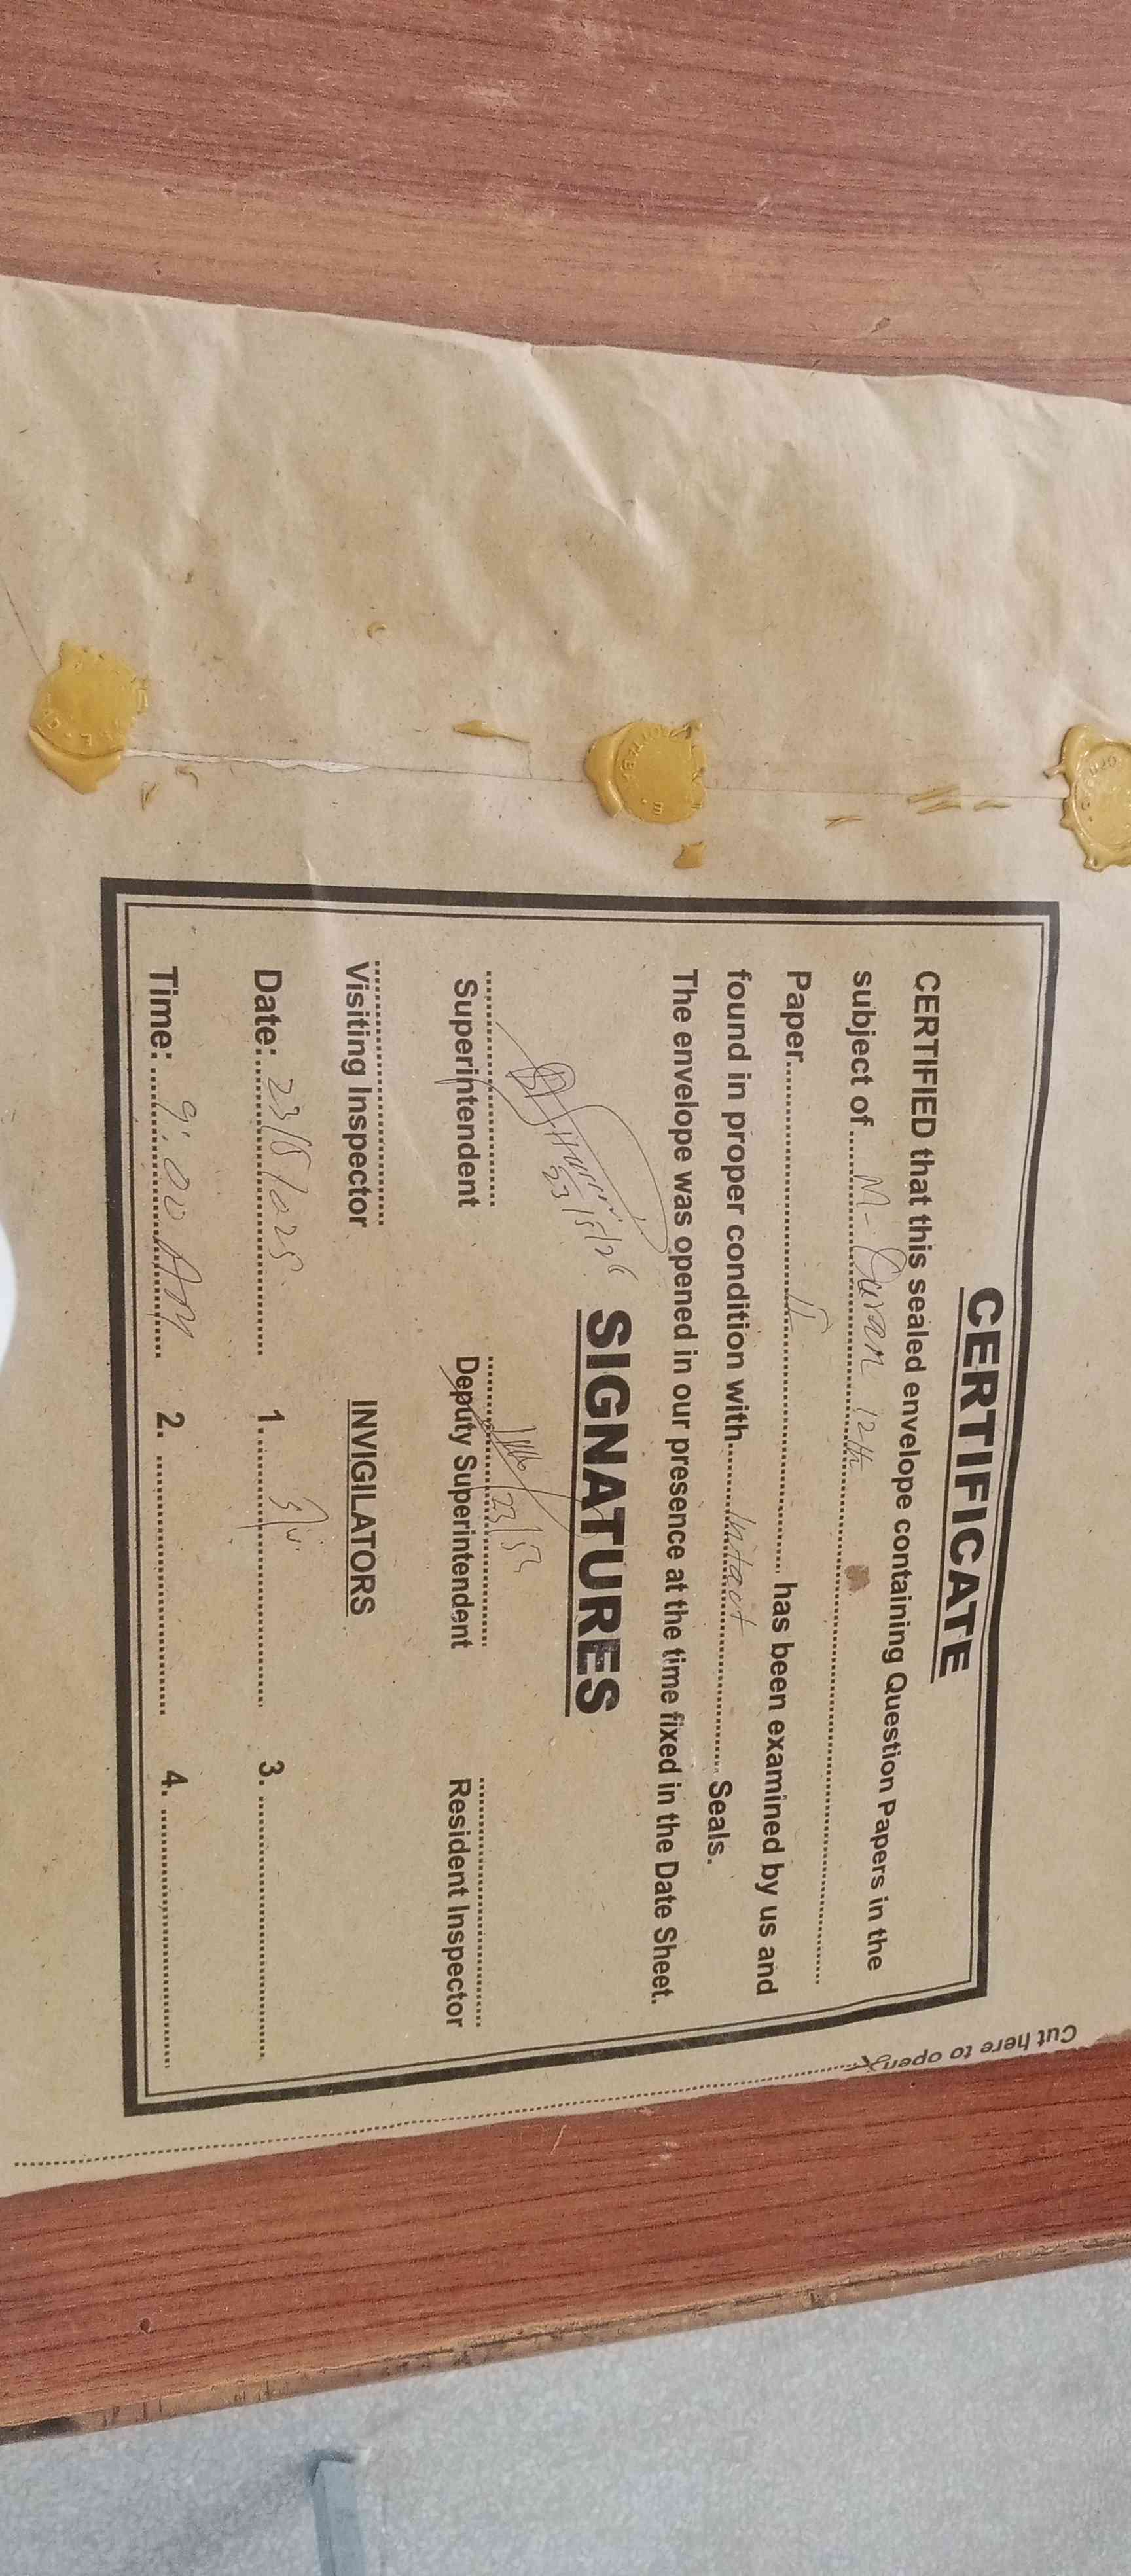 CERTIFICATE
CERTIFIED that this sealed envelope containing Question Papers in the
subject of M-Quran 12th
Paper II has been examined by us and
found in proper condition with Intact Seals.
The envelope was opened in our presence at the time fixed in the Date Sheet.
SIGNATURES
23/5/26
23/5
Superintendent Deputy Superintendent Resident Inspector
Visiting Inspector INVIGILATORS
Date: 1. 3.
Time: 9:00 AM 2. 4.
Cut here to open